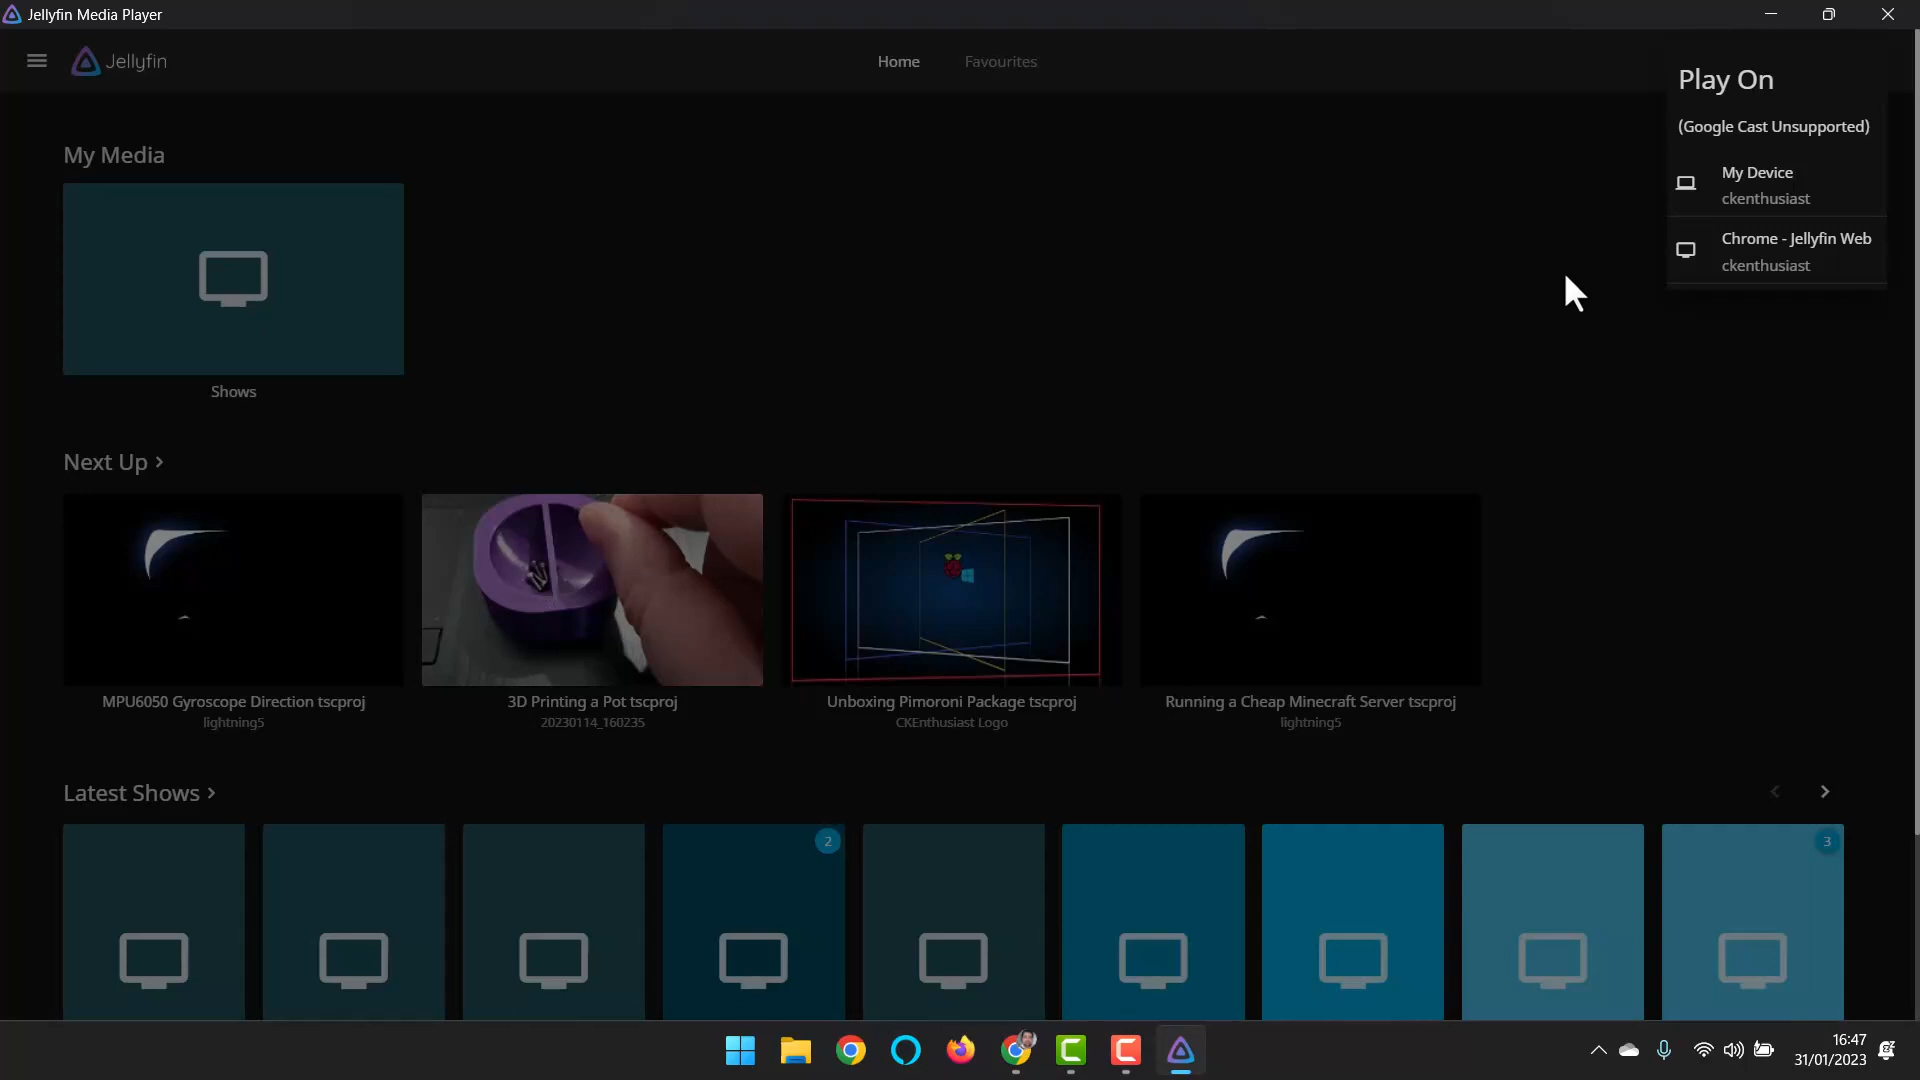 Jellyfin Media Player
Jellyfin
Home
Favourites
Play On
(Google Cast Unsupported)
My Device
ckenthusiast
Chrome - Jellyfin Web
ckenthusiast
My Media
Shows
Next Up
MPU6050 Gyroscope Direction tscproj
lightning5
3D Printing a Pot tscproj
20230114_160235
Unboxing Pimoroni Package tscproj
CKEnthusiast Logo
Running a Cheap Minecraft Server tscproj
lightning5
Latest Shows
2
3
16:47
31/01/2023